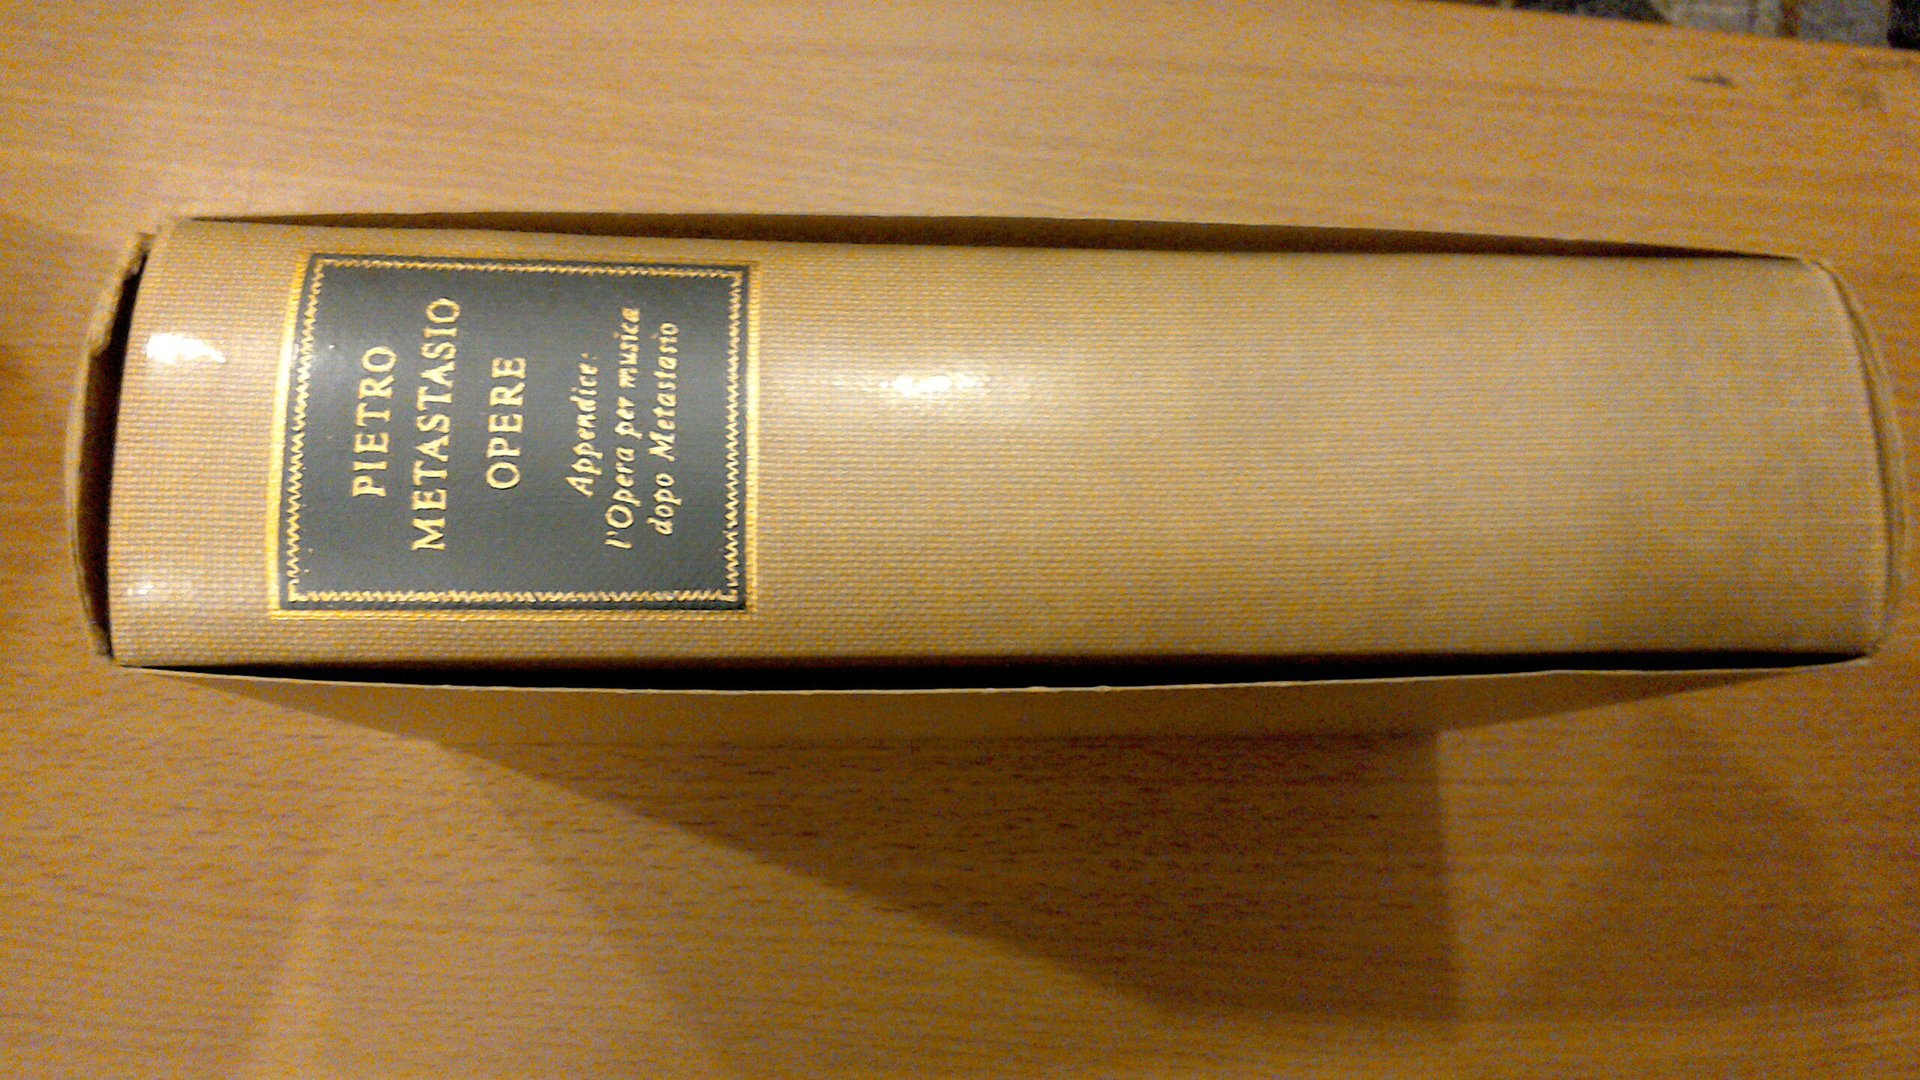 PIETRO
METASTASIO
OPERE
Appendice:
l'Opera per musica
dopo Metastasio